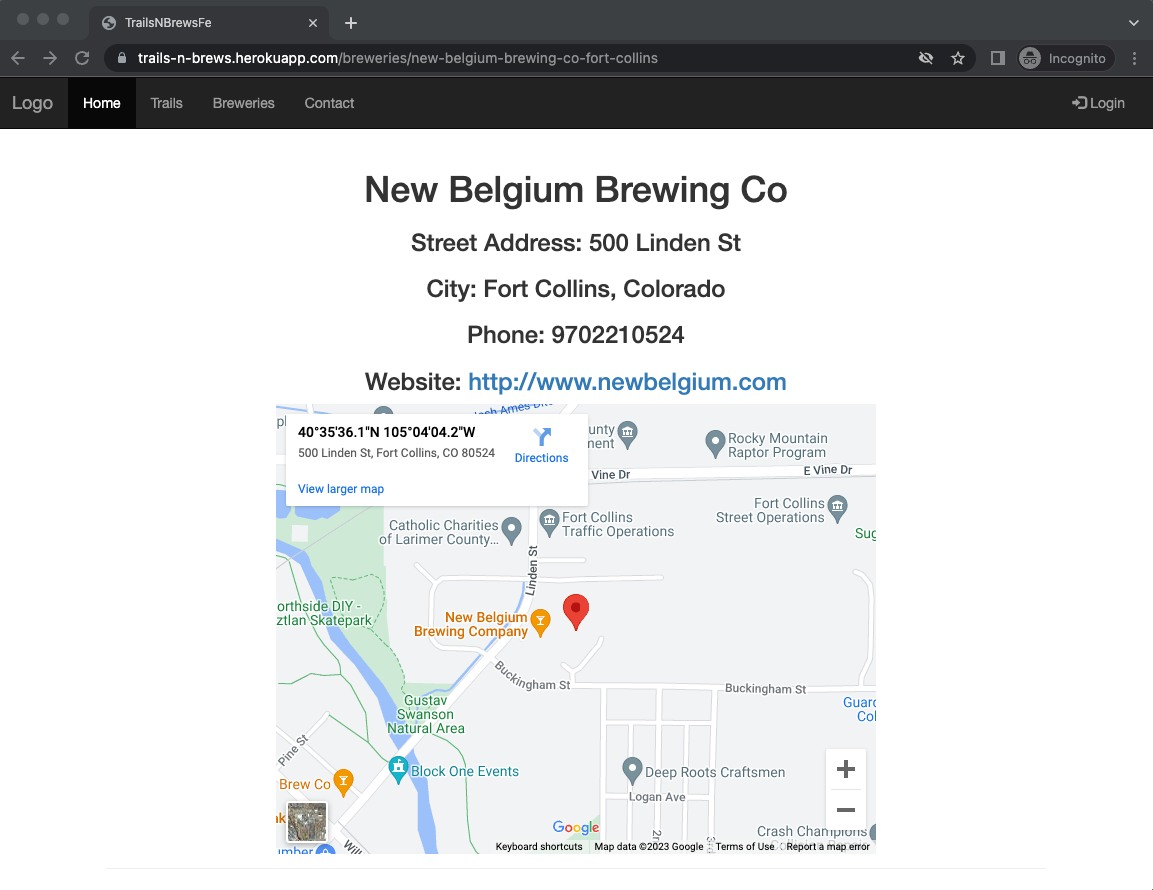 TrailsNBrewsFe
trails-n-brews.herokuapp.com/breweries/new-belgium-brewing-co-fort-collins
Incognito
Logo
Home
Trails
Breweries
Contact
Login
New Belgium Brewing Co
Street Address: 500 Linden St
City: Fort Collins, Colorado
Phone: 9702210524
Website: http://www.newbelgium.com
40°35'36.1"N 105°04'04.2"W
500 Linden St, Fort Collins, CO 80524
Directions
View larger map
Rocky Mountain
Raptor Program
Vine Dr
E Vine Dr
Fort Collins
Street Operations
Catholic Charities
of Larimer County...
Fort Collins
Traffic Operations
Sug
Linden St
orthside DIY -
ztlan Skatepark
New Belgium
Brewing Company
Buckingham St
Buckingham St
Gustav
Swanson
Natural Area
Guard
Col
Pine St
Block One Events
Brew Co
Deep Roots Craftsmen
Logan Ave
Crash Champions
Google
Keyboard shortcuts
Map data ©2023 Google
Terms of Use
Report a map error